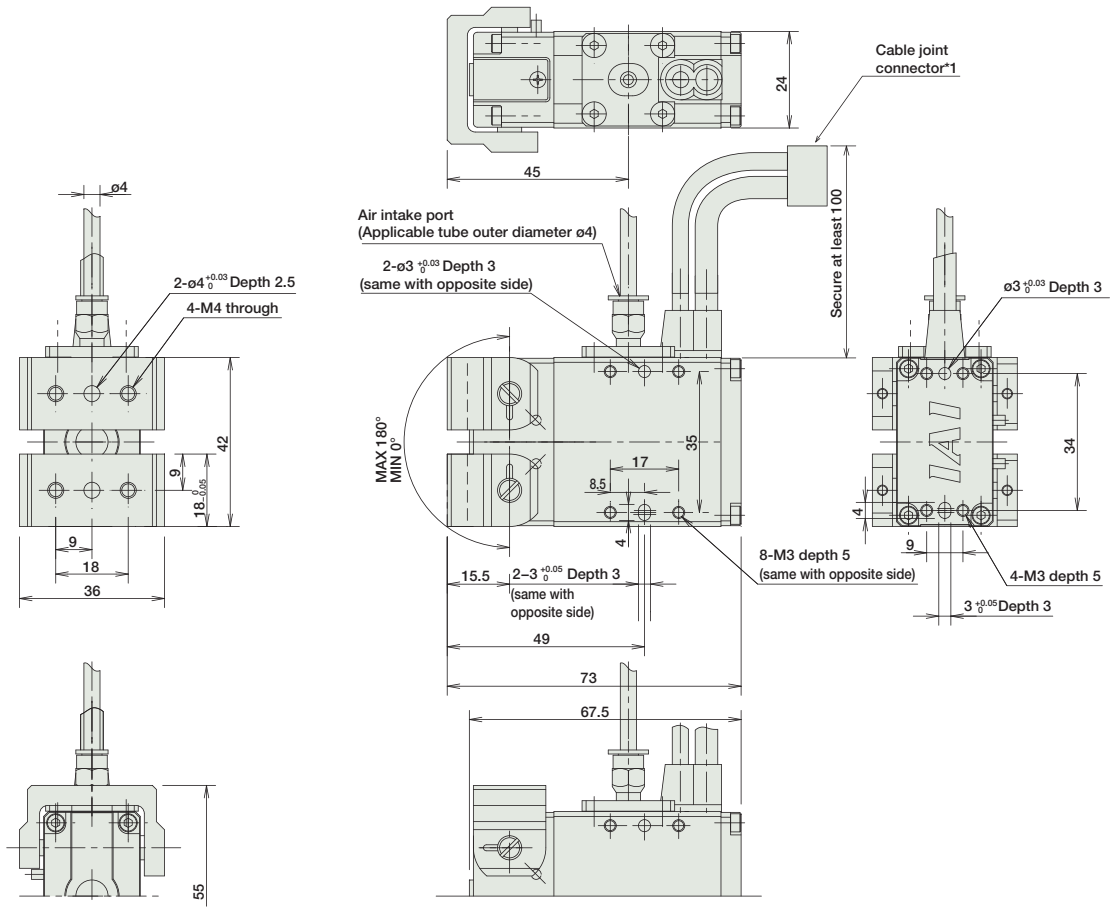 Cable joint
connector*1
24
45
ø4
Air intake port
(Applicable tube outer diameter ø4)
2-ø3 +0.03 0 Depth 3
(same with opposite side)
Secure at least 100
2-ø4 +0.03 0 Depth 2.5
4-M4 through
ø3 +0.03 0 Depth 3
42
9
18 0 -0.05
9
18
36
MAX 180°
MIN 0°
35
17
8.5
4
15.5
2–3 +0.05 0 Depth 3
(same with
opposite side)
49
73
67.5
8-M3 depth 5
(same with opposite side)
IAI
34
4
9
4-M3 depth 5
3 +0.05 0 Depth 3
55